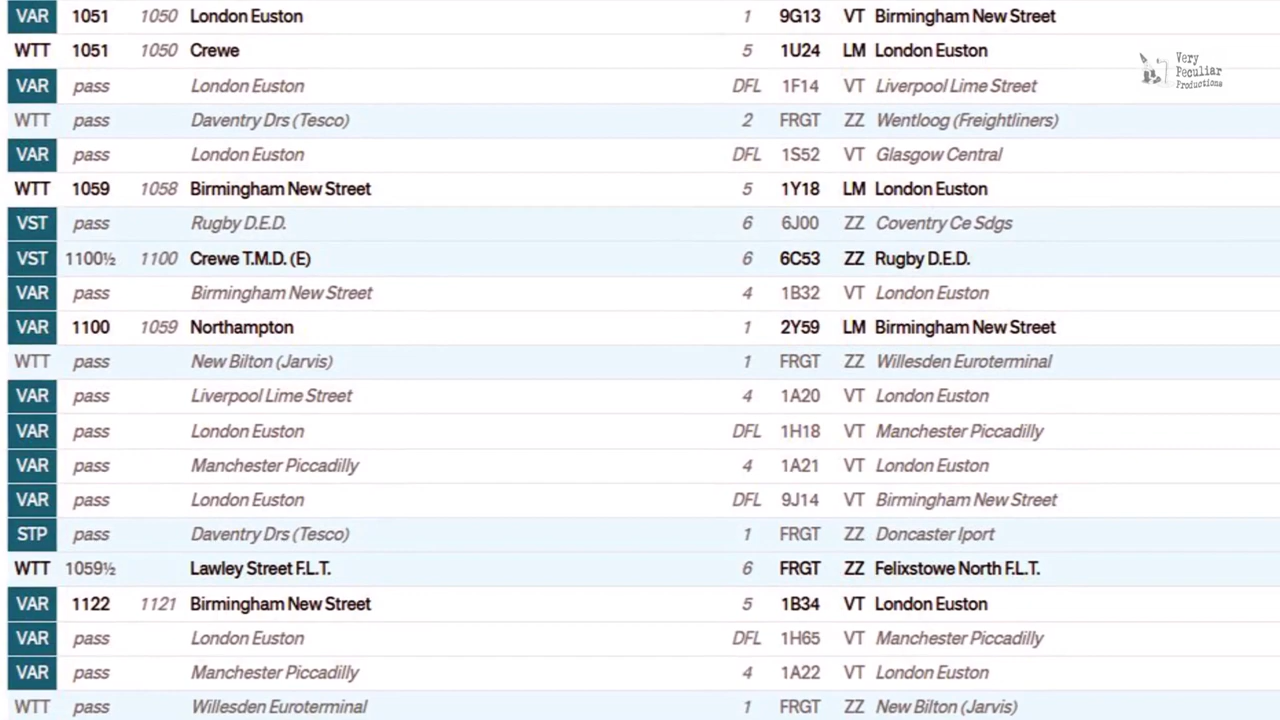 VAR 1051 1050 London Euston 1 9G13 VT Birmingham New Street
WTT 1051 1050 Crewe 5 1U24 LM London Euston
Very
Peculiar
Productions
VAR pass London Euston DFL 1F14 VT Liverpool Lime Street
WTT pass Daventry Drs (Tesco) 2 FRGT ZZ Wentloog (Freightliners)
VAR pass London Euston DFL 1S52 VT Glasgow Central
WTT 1059 1058 Birmingham New Street 5 1Y18 LM London Euston
VST pass Rugby D.E.D. 6 6J00 ZZ Coventry Ce Sdgs
VST 1100½ 1100 Crewe T.M.D. (E) 6 6C53 ZZ Rugby D.E.D.
VAR pass Birmingham New Street 4 1B32 VT London Euston
VAR 1100 1059 Northampton 1 2Y59 LM Birmingham New Street
WTT pass New Bilton (Jarvis) 1 FRGT ZZ Willesden Euroterminal
VAR pass Liverpool Lime Street 4 1A20 VT London Euston
VAR pass London Euston DFL 1H18 VT Manchester Piccadilly
VAR pass Manchester Piccadilly 4 1A21 VT London Euston
VAR pass London Euston DFL 9J14 VT Birmingham New Street
STP pass Daventry Drs (Tesco) 1 FRGT ZZ Doncaster Iport
WTT 1059½ Lawley Street F.L.T. 6 FRGT ZZ Felixstowe North F.L.T.
VAR 1122 1121 Birmingham New Street 5 1B34 VT London Euston
VAR pass London Euston DFL 1H65 VT Manchester Piccadilly
VAR pass Manchester Piccadilly 4 1A22 VT London Euston
WTT pass Willesden Euroterminal 1 FRGT ZZ New Bilton (Jarvis)